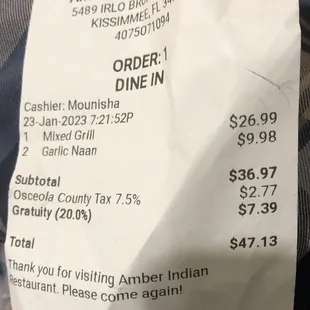 5489 IRLO
KISSIMMEE, FL
4075071094
ORDER: 1
DINE IN
Cashier: Mounisha
23-Jan-2023 7:21:52P
1 Mixed Grill $26.99
2 Garlic Naan $9.98
Subtotal $36.97
Osceola County Tax 7.5% $2.77
Gratuity (20.0%) $7.39
Total $47.13
Thank you for visiting Amber Indian
Restaurant. Please come again!